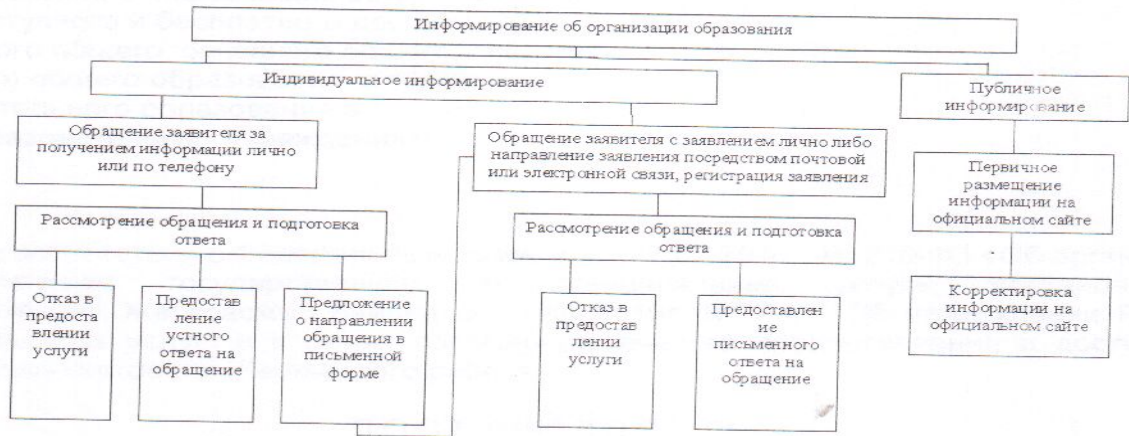 Информирование об организации образования
Индивидуальное информирование
Публичное
информирование
Обращение заявителя за
получением информации лично
или по телефону
Обращение заявителя с заявлением лично либо
направление заявления посредством почтовой
или электронной связи, регистрация заявления
Первичное
размещение
информации на
официальном сайте
Рассмотрение обращения и подготовка
ответа
Рассмотрение обращения и подготовка
ответа
Отказ в
предоста
влении
услуги
Предостав
ление
устного
ответа на
обращение
Предложение
о направлении
обращения в
письменной
форме
Отказ в
предостав
лении
услуги
Предоставлен
ие
письменного
ответа на
обращение
Корректировка
информации на
официальном сайте